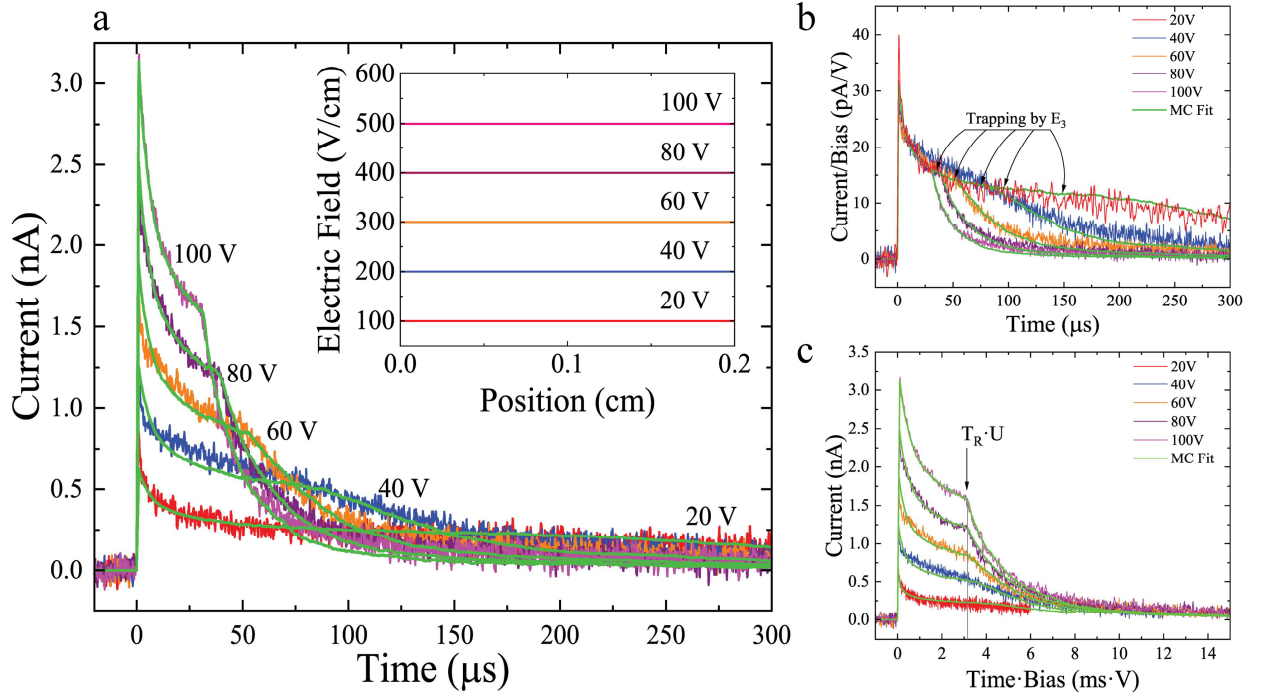 a
Current (nA)
3.0
2.5
2.0
1.5
1.0
0.5
0.0
0
50
100
150
200
250
300
Time (μs)
100 V
80 V
60 V
40 V
20 V
Electric Field (V/cm)
600
500
400
300
200
100
100 V
80 V
60 V
40 V
20 V
0.0
0.1
0.2
Position (cm)
b
Current/Bias (pA/V)
40
30
20
10
0
20V
40V
60V
80V
100V
MC Fit
Trapping by E3
0
50
100
150
200
250
300
Time (μs)
c
Current (nA)
3.5
3.0
2.5
2.0
1.5
1.0
0.5
0.0
20V
40V
60V
80V
100V
MC Fit
TR·U
0
2
4
6
8
10
12
14
Time·Bias (ms·V)